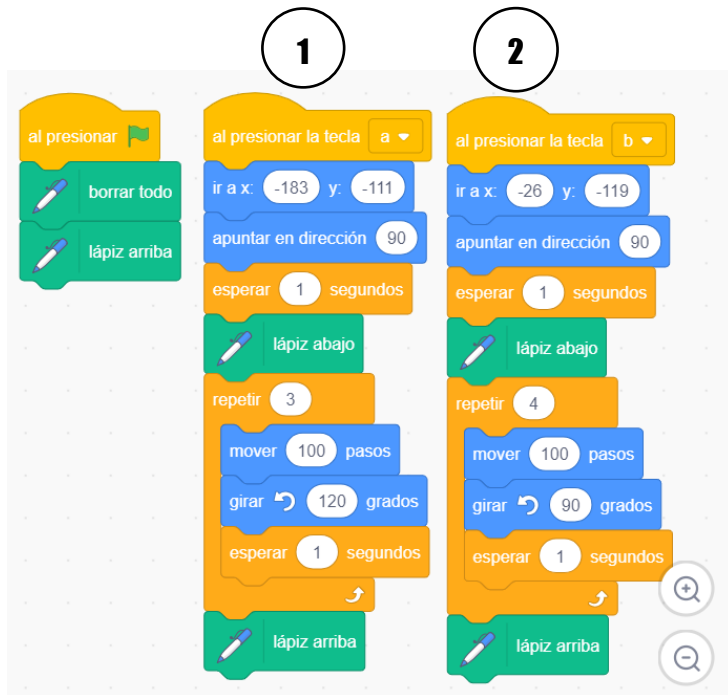 1
2
al presionar
borrar todo
lápiz arriba
al presionar la tecla a
ir a x: -183 y: -111
apuntar en dirección 90
esperar 1 segundos
lápiz abajo
repetir 3
mover 100 pasos
girar 120 grados
esperar 1 segundos
lápiz arriba
al presionar la tecla b
ir a x: -26 y: -119
apuntar en dirección 90
esperar 1 segundos
lápiz abajo
repetir 4
mover 100 pasos
girar 90 grados
esperar 1 segundos
lápiz arriba